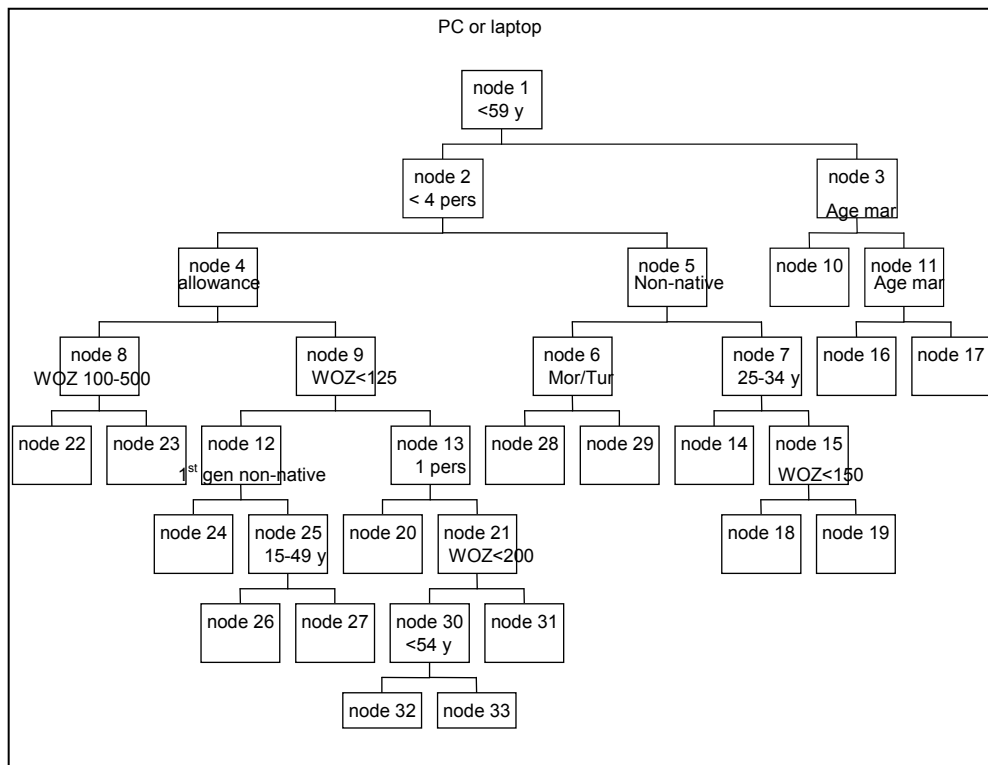 PC or laptop
node 1
<59 y
node 2
< 4 pers
node 3
Age mar
node 4
allowance
node 5
Non-native
node 10
node 11
Age mar
node 8
WOZ 100-500
node 9
WOZ<125
node 6
Mor/Tur
node 7
25-34 y
node 16
node 17
node 22
node 23
node 12
1st gen non-native
node 13
1 pers
node 28
node 29
node 14
node 15
WOZ<150
node 24
node 25
15-49 y
node 20
node 21
WOZ<200
node 18
node 19
node 26
node 27
node 30
<54 y
node 31
node 32
node 33